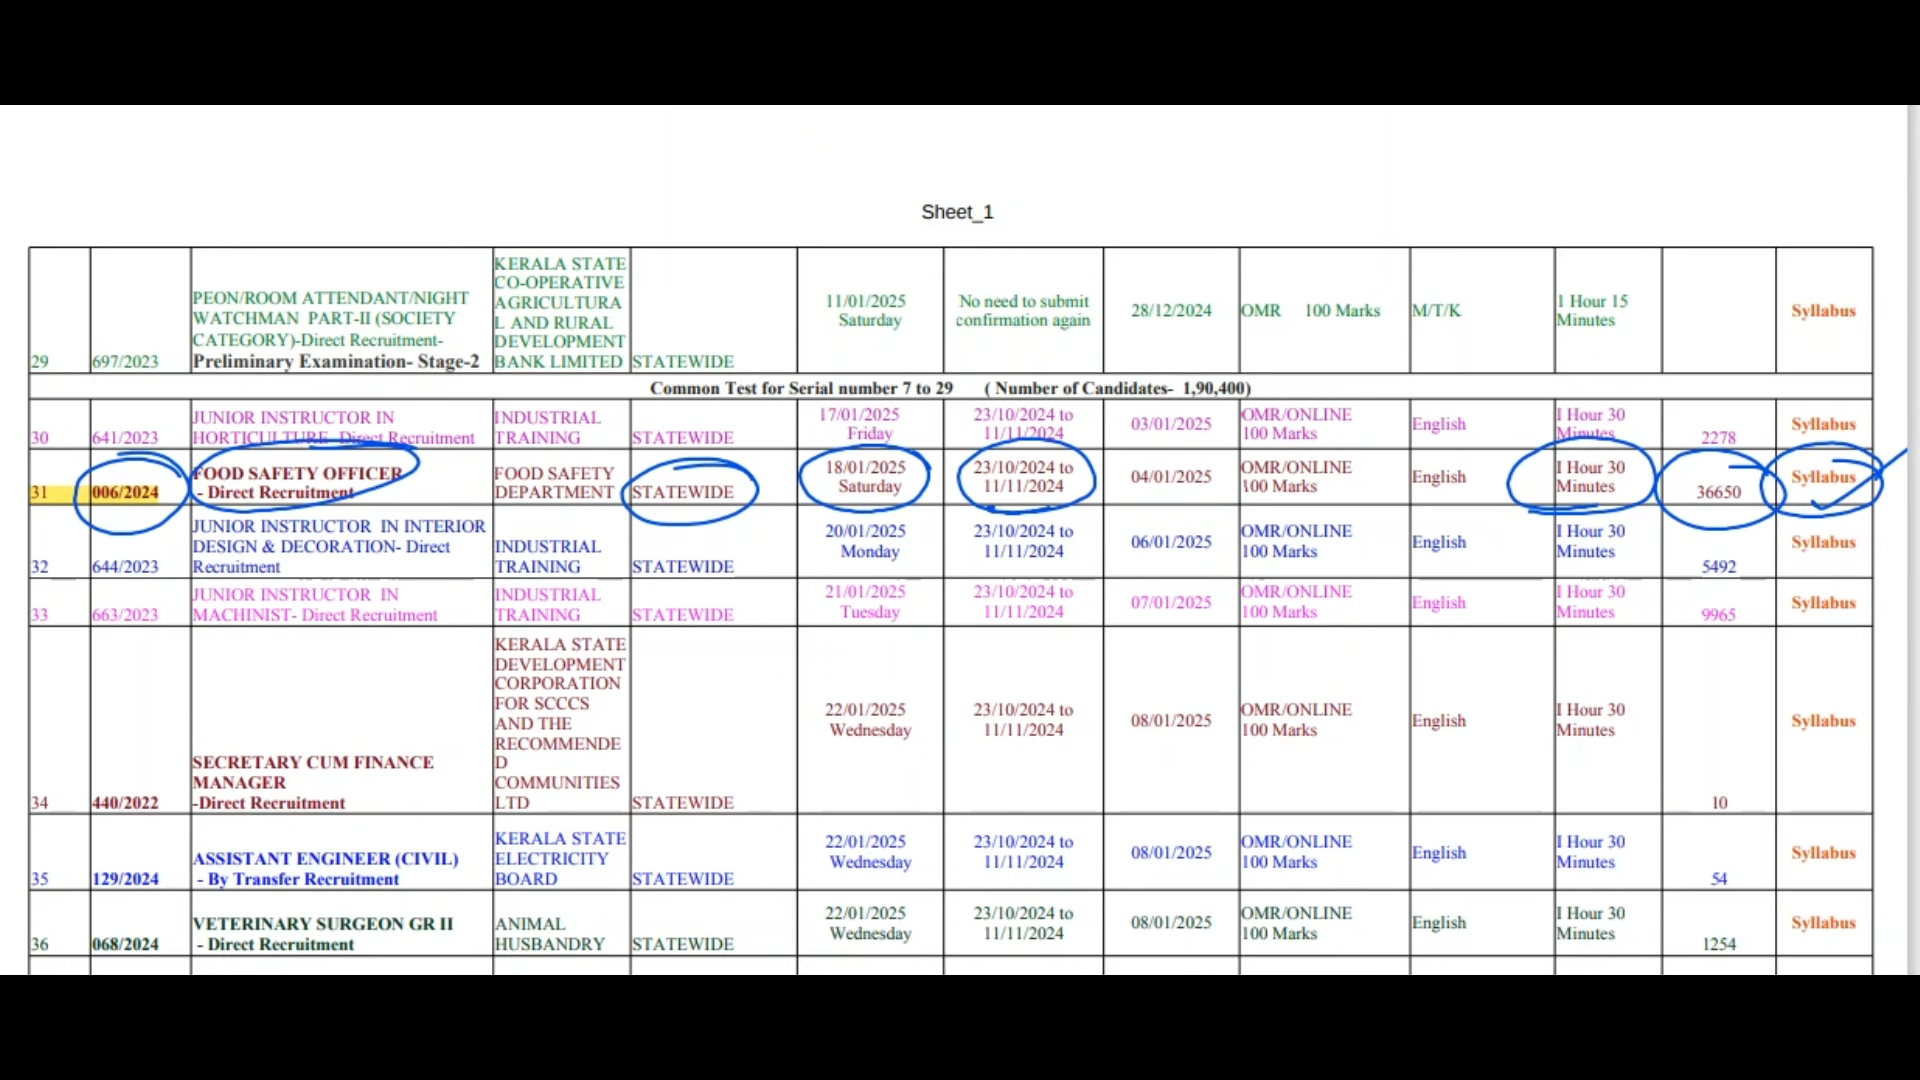 Sheet_1
29 697/2023 PEON/ROOM ATTENDANT/NIGHT WATCHMAN PART-II (SOCIETY CATEGORY)-Direct Recruitment- Preliminary Examination- Stage-2 KERALA STATE CO-OPERATIVE AGRICULTURA L AND RURAL DEVELOPMENT BANK LIMITED STATEWIDE 11/01/2025 Saturday No need to submit confirmation again 28/12/2024 OMR 100 Marks M/T/K 1 Hour 15 Minutes Syllabus
Common Test for Serial number 7 to 29 ( Number of Candidates- 1,90,400)
30 641/2023 JUNIOR INSTRUCTOR IN HORTICULTURE- Direct Recruitment INDUSTRIAL TRAINING STATEWIDE 17/01/2025 Friday 23/10/2024 to 11/11/2024 03/01/2025 OMR/ONLINE 100 Marks English I Hour 30 Minutes 2278 Syllabus
31 006/2024 FOOD SAFETY OFFICER - Direct Recruitment FOOD SAFETY DEPARTMENT STATEWIDE 18/01/2025 Saturday 23/10/2024 to 11/11/2024 04/01/2025 OMR/ONLINE 100 Marks English I Hour 30 Minutes 36650 Syllabus
32 644/2023 JUNIOR INSTRUCTOR IN INTERIOR DESIGN & DECORATION- Direct Recruitment INDUSTRIAL TRAINING STATEWIDE 20/01/2025 Monday 23/10/2024 to 11/11/2024 06/01/2025 OMR/ONLINE 100 Marks English I Hour 30 Minutes 5492 Syllabus
33 663/2023 JUNIOR INSTRUCTOR IN MACHINIST- Direct Recruitment INDUSTRIAL TRAINING STATEWIDE 21/01/2025 Tuesday 23/10/2024 to 11/11/2024 07/01/2025 OMR/ONLINE 100 Marks English I Hour 30 Minutes 9965 Syllabus
34 440/2022 SECRETARY CUM FINANCE MANAGER -Direct Recruitment KERALA STATE DEVELOPMENT CORPORATION FOR SCCCS AND THE RECOMMENDE D COMMUNITIES LTD STATEWIDE 22/01/2025 Wednesday 23/10/2024 to 11/11/2024 08/01/2025 OMR/ONLINE 100 Marks English I Hour 30 Minutes 10 Syllabus
35 129/2024 ASSISTANT ENGINEER (CIVIL) - By Transfer Recruitment KERALA STATE ELECTRICITY BOARD STATEWIDE 22/01/2025 Wednesday 23/10/2024 to 11/11/2024 08/01/2025 OMR/ONLINE 100 Marks English I Hour 30 Minutes 54 Syllabus
36 068/2024 VETERINARY SURGEON GR II - Direct Recruitment ANIMAL HUSBANDRY STATEWIDE 22/01/2025 Wednesday 23/10/2024 to 11/11/2024 08/01/2025 OMR/ONLINE 100 Marks English I Hour 30 Minutes 1254 Syllabus